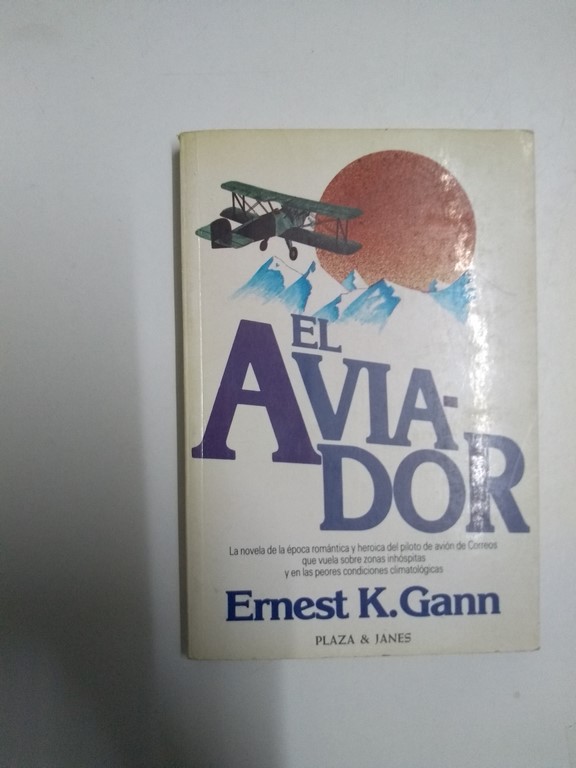 EL
AVIA-
DOR
La novela de la época romántica y heroica del piloto de avión de Correos
que vuela sobre zonas inhóspitas
y en las peores condiciones climatológicas
Ernest K. Gann
PLAZA & JANES